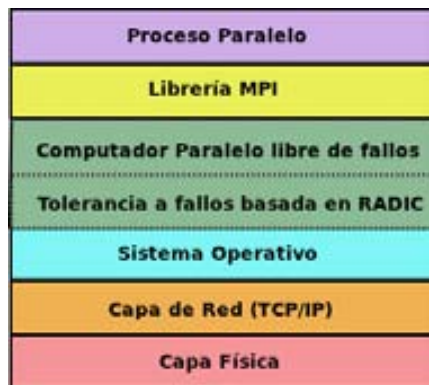 Proceso Paralelo
Librería MPI
Computador Paralelo libre de fallos
Tolerancia a fallos basada en RADIC
Sistema Operativo
Capa de Red (TCP/IP)
Capa Física